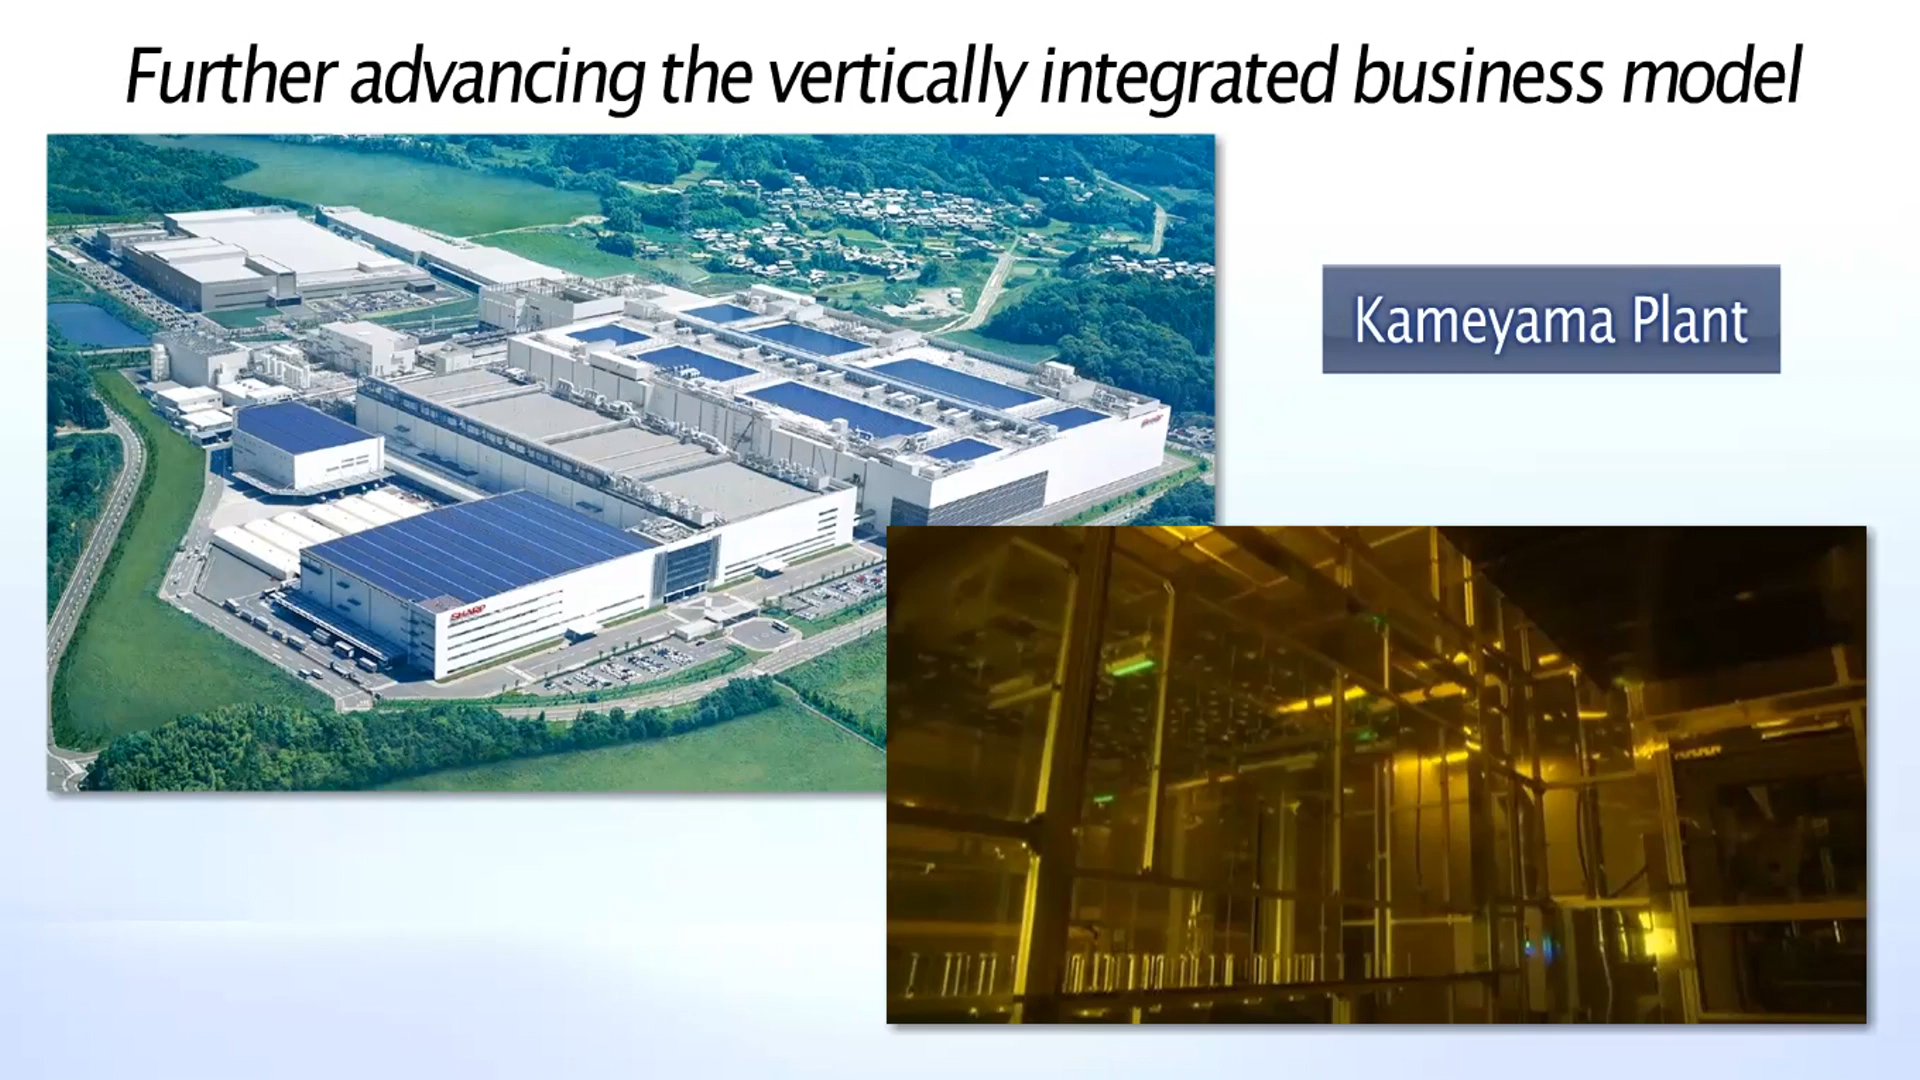 Further advancing the vertically integrated business model
Kameyama Plant
SHARP